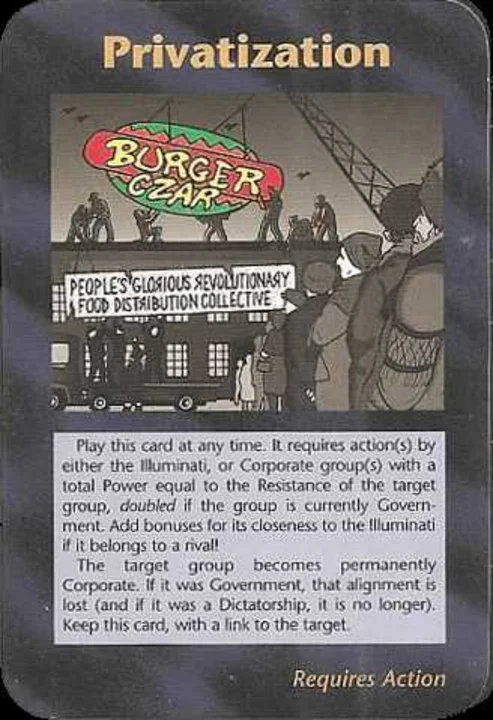 Privatization
BURGER
CZAR
PEOPLE'S GLORIOUS REVOLUTIONARY
FOOD DISTRIBUTION COLLECTIVE
Play this card at any time. It requires action(s) by
either the Illuminati, or Corporate group(s) with a
total Power equal to the Resistance of the target
group, doubled if the group is currently Govern-
ment. Add bonuses for its closeness to the Illuminati
if it belongs to a rival!
The target group becomes permanently
Corporate. If it was Government, that alignment is
lost (and if it was a Dictatorship, it is no longer).
Keep this card, with a link to the target.
Requires Action